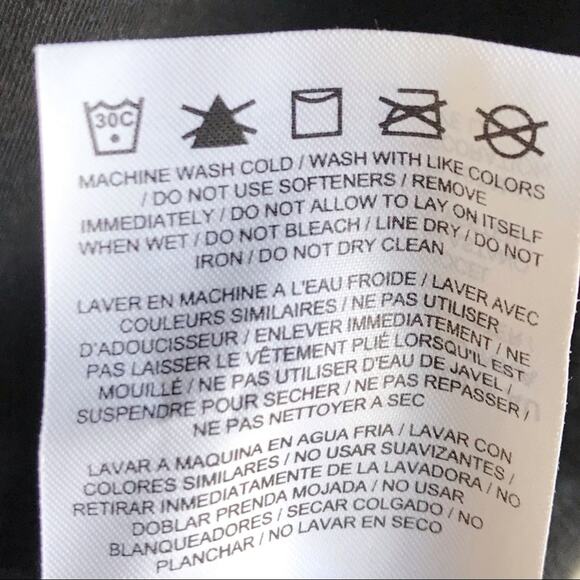 30C
MACHINE WASH COLD / WASH WITH LIKE COLORS
/ DO NOT USE SOFTENERS / REMOVE
IMMEDIATELY / DO NOT ALLOW TO LAY ON ITSELF
WHEN WET / DO NOT BLEACH / LINE DRY / DO NOT
IRON / DO NOT DRY CLEAN
LAVER EN MACHINE A L'EAU FROIDE / LAVER AVEC
COULEURS SIMILAIRES / NE PAS UTILISER
D'ADOUCISSEUR / ENLEVER IMMEDIATEMENT / NE
PAS LAISSER LE VÊTEMENT PLIÉ LORSQU'IL EST
MOUILLÉ / NE PAS UTILISER D'EAU DE JAVEL /
SUSPENDRE POUR SECHER / NE PAS REPASSER /
NE PAS NETTOYER A SEC
LAVAR A MAQUINA EN AGUA FRIA / LAVAR CON
COLORES SIMILARES / NO USAR SUAVIZANTES /
RETIRAR INMEDIATAMENTE DE LA LAVADORA / NO
DOBLAR PRENDA MOJADA / NO USAR
BLANQUEADORES / SECAR COLGADO / NO
PLANCHAR / NO LAVAR EN SECO